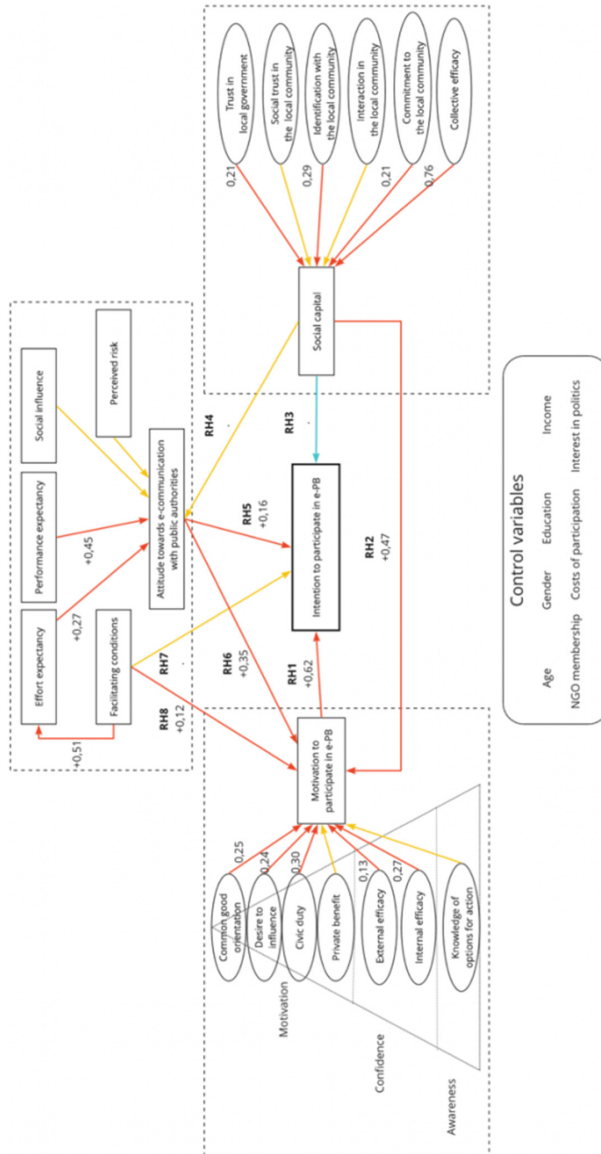 Social influence
Performance expectancy
Effort expectancy
Perceived risk
Facilitating conditions
Attitude towards e-communication
with public authorities
+0,51
+0,27
+0,45
RH8
+0,12
RH7
RH6
+0,35
RH5
+0,16
RH4
RH3
RH1
+0,62
RH2
+0,47
Intention to participate in e-PB
Motivation to
participate in e-PB
Social capital
Common good
orientation
Desire to
influence
Civic duty
Private benefit
External efficacy
Internal efficacy
Knowledge of
options for action
0,25
0,24
0,30
0,13
0,27
Motivation
Confidence
Awareness
Trust in
local government
Social trust in
the local community
Identification with
the local community
Interaction in
the local community
Commitment to
the local community
Collective efficacy
0,21
0,29
0,21
0,76
Control variables
Age
Gender
Education
Income
NGO membership
Costs of participation
Interest in politics